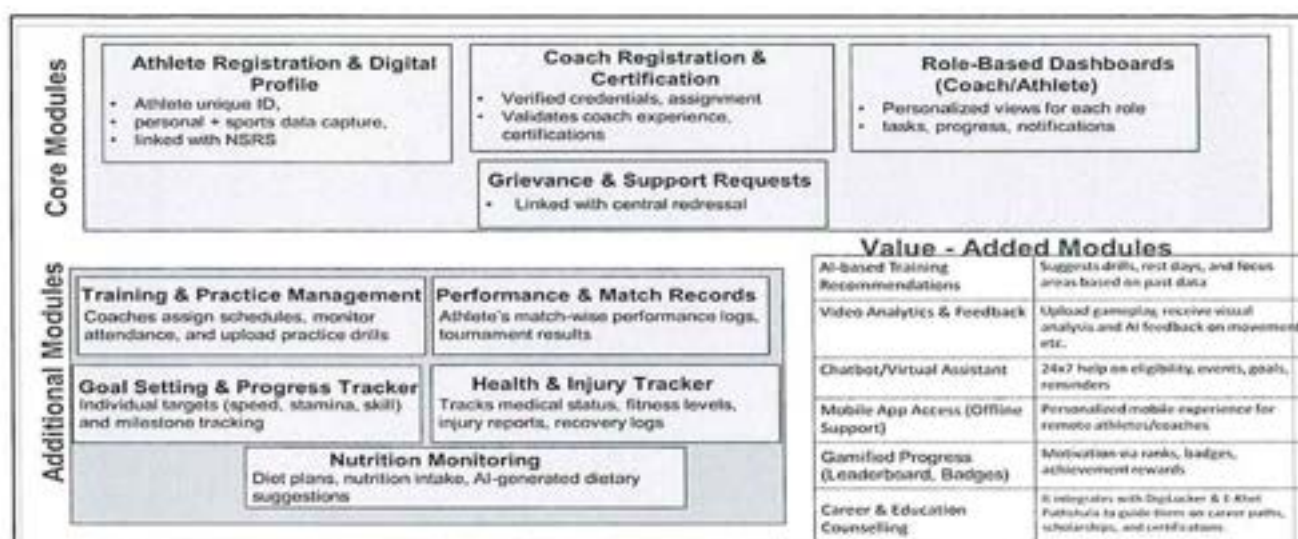 Core Modules
Athlete Registration & Digital
Profile
• Athlete unique ID,
• personal + sports data capture,
• linked with NSRS
Coach Registration &
Certification
• Verified credentials, assignment
• Validates coach experience,
certifications
Role-Based Dashboards
(Coach/Athlete)
• Personalized views for each role
• tasks, progress, notifications
Grievance & Support Requests
• Linked with central redressal
Additional Modules
Training & Practice Management
Coaches assign schedules, monitor
attendance, and upload practice drills
Performance & Match Records
Athlete's match-wise performance logs,
tournament results
Goal Setting & Progress Tracker
Individual targets (speed, stamina, skill)
and milestone tracking
Health & Injury Tracker
Tracks medical status, fitness levels,
injury reports, recovery logs
Nutrition Monitoring
Diet plans, nutrition intake, AI-generated dietary
suggestions
Value - Added Modules
AI-based Training
Recommendations
Suggests drills, rest days, and focus
areas based on past data
Video Analytics & Feedback
Upload gameplay, receive visual
analysis and AI feedback on movement
etc.
Chatbot/Virtual Assistant
24x7 help on eligibility, events, goals,
reminders
Mobile App Access (Offline
Support)
Personalized mobile experience for
remote athletes/coaches
Gamified Progress
(Leaderboard, Badges)
Motivation via ranks, badges,
achievement rewards
Career & Education
Counselling
It integrates with DigiLocker & E-Khel
Pathshala to guide them on career paths,
scholarships, and certifications